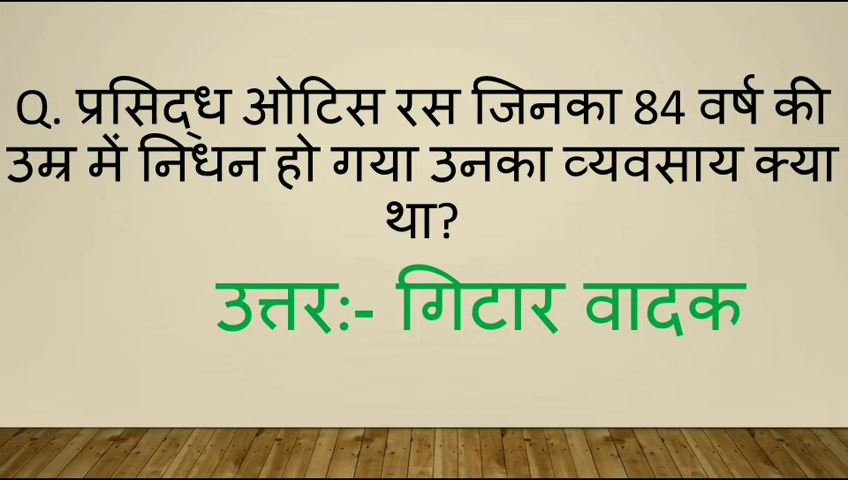 Q. प्रसिद्ध ओटिस रस जिनका 84 वर्ष की
उम्र में निधन हो गया उनका व्यवसाय क्या
था?
उत्तर:- गिटार वादक